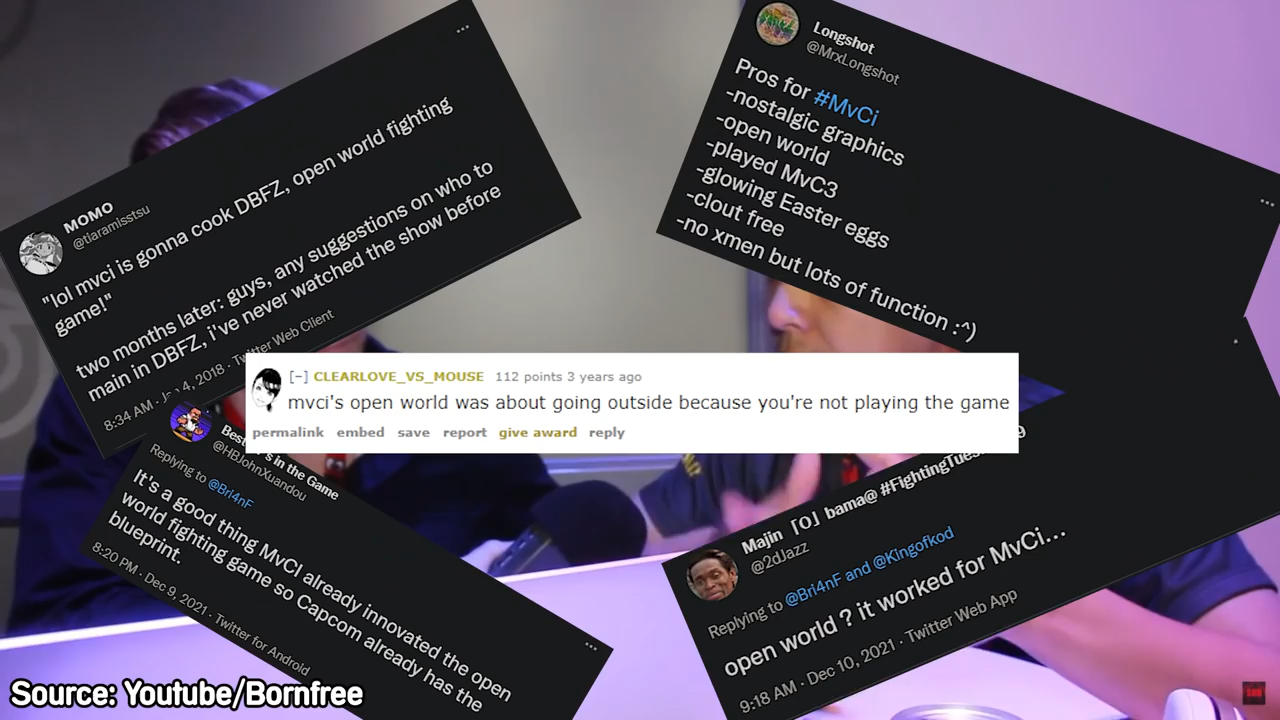 MOMO
@tiaramisstsu
"lol mvci is gonna cook DBFZ, open world fighting
game!"
two months later: guys, any suggestions on who to
main in DBFZ, i've never watched the show before
8:34 AM · 4, 2018 · Twitter Web Client
Longshot
@MrxLongshot
Pros for #MvCi
-nostalgic graphics
-open world
-played MvC3
-glowing Easter eggs
-clout free
-no xmen but lots of function :^)
[−] CLEARLOVE_VS_MOUSE 112 points 3 years ago
mvci's open world was about going outside because you're not playing the game
permalink embed save report give award reply
in the Game
@HBJohnXuandou
Replying to @Bri4nF
It's a good thing MvCI already innovated the open
world fighting game so Capcom already has the
blueprint.
8:20 PM · Dec 9, 2021 · Twitter for Android
Majin [O] bama@
@2dJazz
Replying to @Bri4nF and @Kingofkod
open world ? it worked for MvCi...
9:18 AM · Dec 10, 2021 · Twitter Web App
Source: Youtube/Bornfree